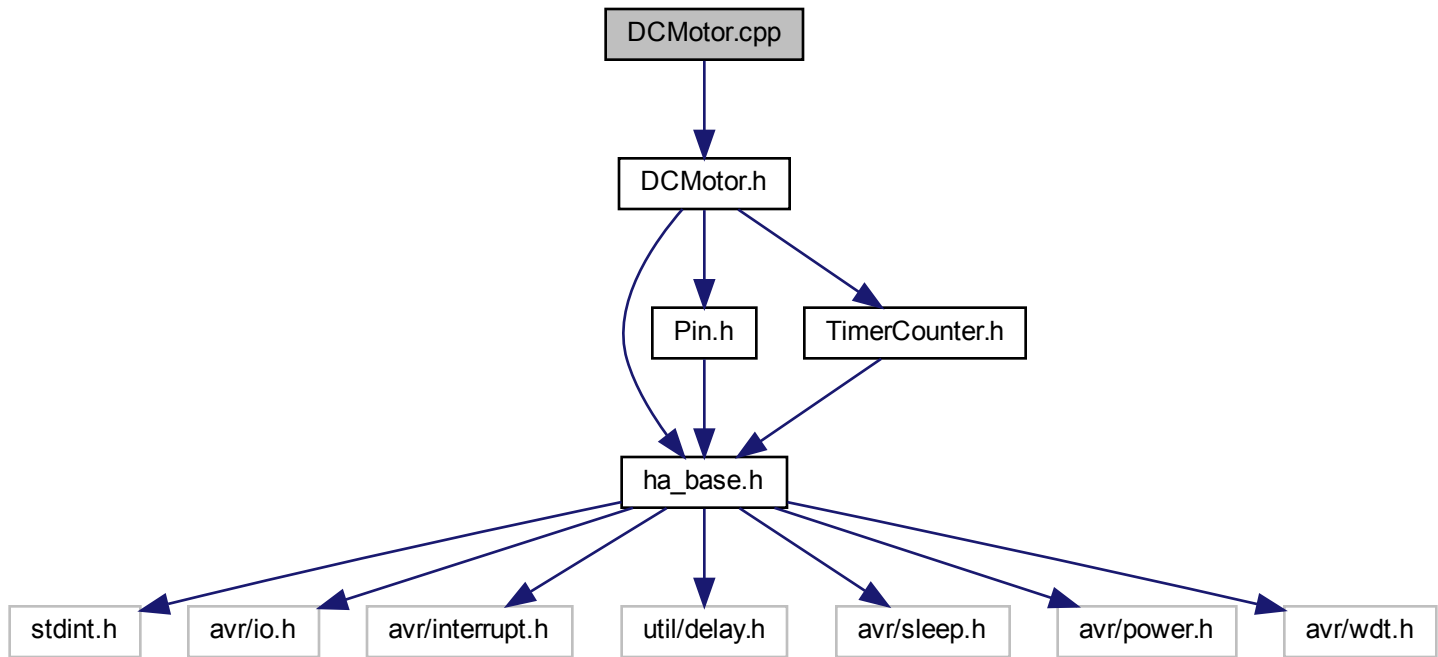 DCMotor.cpp
DCMotor.h
Pin.h
TimerCounter.h
ha_base.h
stdint.h
avr/io.h
avr/interrupt.h
util/delay.h
avr/sleep.h
avr/power.h
avr/wdt.h